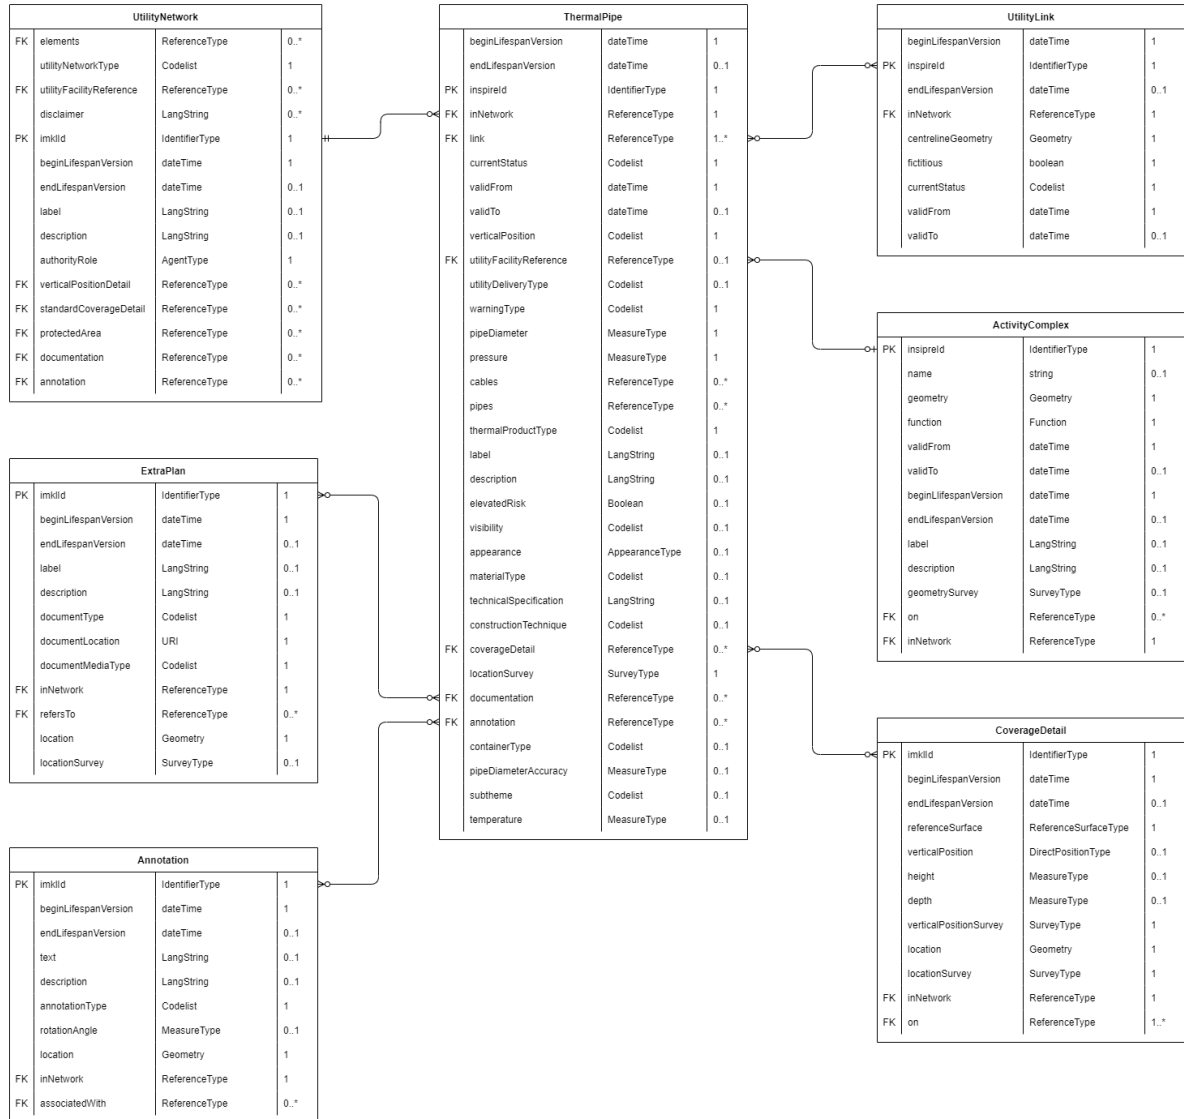 UtilityNetwork
FK elements ReferenceType 0..*
utilityNetworkType Codelist 1
FK utilityFacilityReference ReferenceType 0..*
disclaimer LangString 0..*
PK imklId IdentifierType 1
beginLifespanVersion dateTime 1
endLifespanVersion dateTime 0..1
label LangString 0..1
description LangString 0..1
authorityRole AgentType 1
FK verticalPositionDetail ReferenceType 0..*
FK standardCoverageDetail ReferenceType 0..*
FK protectedArea ReferenceType 0..*
FK documentation ReferenceType 0..*
FK annotation ReferenceType 0..*
ExtraPlan
PK imklId IdentifierType 1
beginLifespanVersion dateTime 1
endLifespanVersion dateTime 0..1
label LangString 0..1
description LangString 0..1
documentType Codelist 1
documentLocation URI 1
documentMediaType Codelist 1
FK inNetwork ReferenceType 1
FK refersTo ReferenceType 0..*
location Geometry 1
locationSurvey SurveyType 0..1
Annotation
PK imklId IdentifierType 1
beginLifespanVersion dateTime 1
endLifespanVersion dateTime 0..1
text LangString 0..1
description LangString 0..1
annotationType Codelist 1
rotationAngle MeasureType 0..1
location Geometry 1
FK inNetwork ReferenceType 1
FK associatedWith ReferenceType 0..*
ThermalPipe
beginLifespanVersion dateTime 1
endLifespanVersion dateTime 0..1
PK inspireId IdentifierType 1
FK inNetwork ReferenceType 1
FK link ReferenceType 1..*
currentStatus Codelist 1
validFrom dateTime 1
validTo dateTime 0..1
verticalPosition Codelist 1
FK utilityFacilityReference ReferenceType 0..1
utilityDeliveryType Codelist 0..1
warningType Codelist 1
pipeDiameter MeasureType 1
pressure MeasureType 1
cables ReferenceType 0..*
pipes ReferenceType 0..*
thermalProductType Codelist 1
label LangString 0..1
description LangString 0..1
elevatedRisk Boolean 0..1
visibility Codelist 0..1
appearance AppearanceType 0..1
materialType Codelist 0..1
technicalSpecification LangString 0..1
constructionTechnique Codelist 0..1
FK coverageDetail ReferenceType 0..*
locationSurvey SurveyType 1
FK documentation ReferenceType 0..*
FK annotation ReferenceType 0..*
containerType Codelist 0..1
pipeDiameterAccuracy MeasureType 0..1
subtheme Codelist 0..1
temperature MeasureType 0..1
UtilityLink
beginLifespanVersion dateTime 1
PK inspireId IdentifierType 1
endLifespanVersion dateTime 0..1
FK inNetwork ReferenceType 1
centrelineGeometry Geometry 1
fictitious boolean 1
currentStatus Codelist 1
validFrom dateTime 1
validTo dateTime 0..1
ActivityComplex
PK insipreId IdentifierType 1
name string 0..1
geometry Geometry 1
function Function 1
validFrom dateTime 1
validTo dateTime 0..1
beginLlifespanVersion dateTime 1
endLifespanVersion dateTime 0..1
label LangString 0..1
description LangString 0..1
geometrySurvey SurveyType 0..1
FK on ReferenceType 0..*
FK inNetwork ReferenceType 1
CoverageDetail
PK imklId IdentifierType 1
beginLifespanVersion dateTime 1
endLifespanVersion dateTime 0..1
referenceSurface ReferenceSurfaceType 1
verticalPosition DirectPositionType 0..1
height MeasureType 0..1
depth MeasureType 0..1
verticalPositionSurvey SurveyType 1
location Geometry 1
locationSurvey SurveyType 1
FK inNetwork ReferenceType 1
FK on ReferenceType 1..*